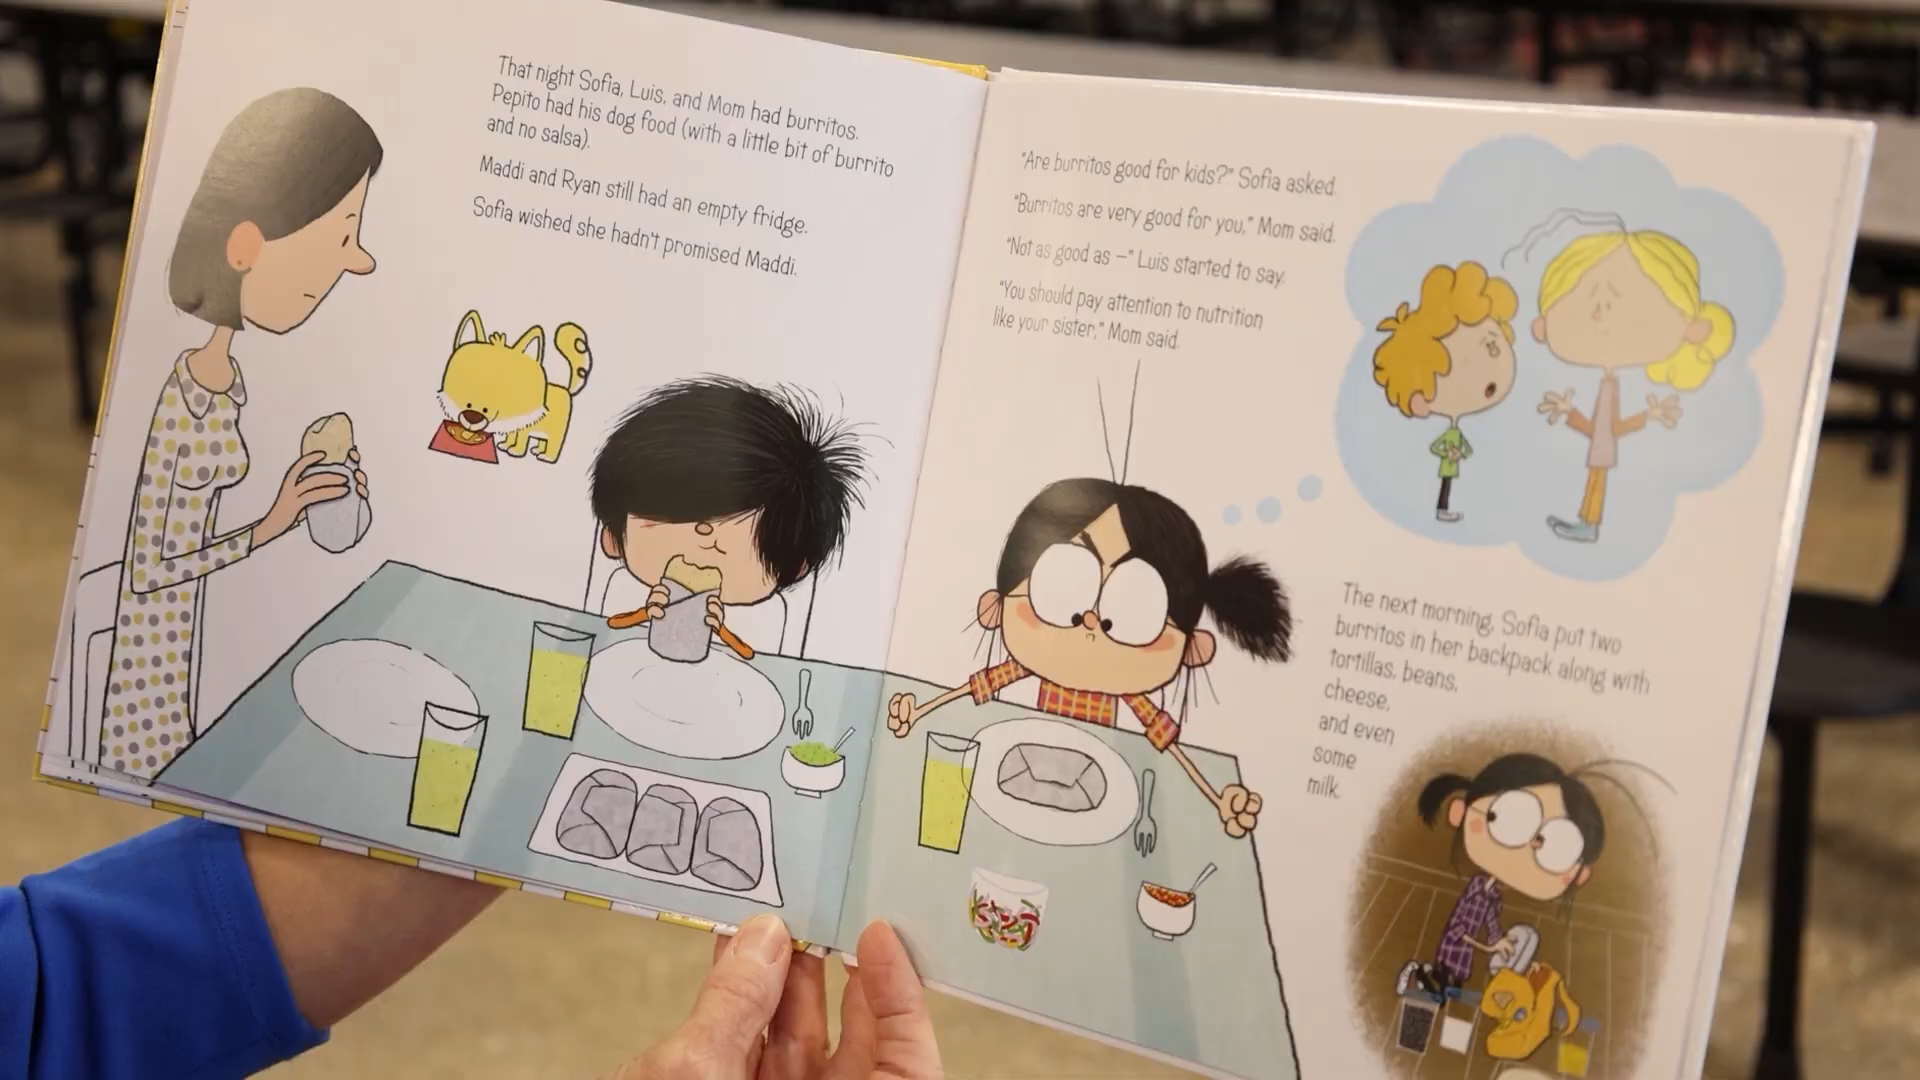 That night Sofia, Luis, and Mom had burritos.
Pepito had his dog food (with a little bit of burrito
and no salsa).
Maddi and Ryan still had an empty fridge.
Sofia wished she hadn't promised Maddi.
"Are burritos good for kids?" Sofia asked.
"Burritos are very good for you," Mom said.
"Not as good as —" Luis started to say.
"You should pay attention to nutrition
like your sister," Mom said.
The next morning, Sofia put two
burritos in her backpack along with
tortillas, beans,
cheese,
and even
some
milk.